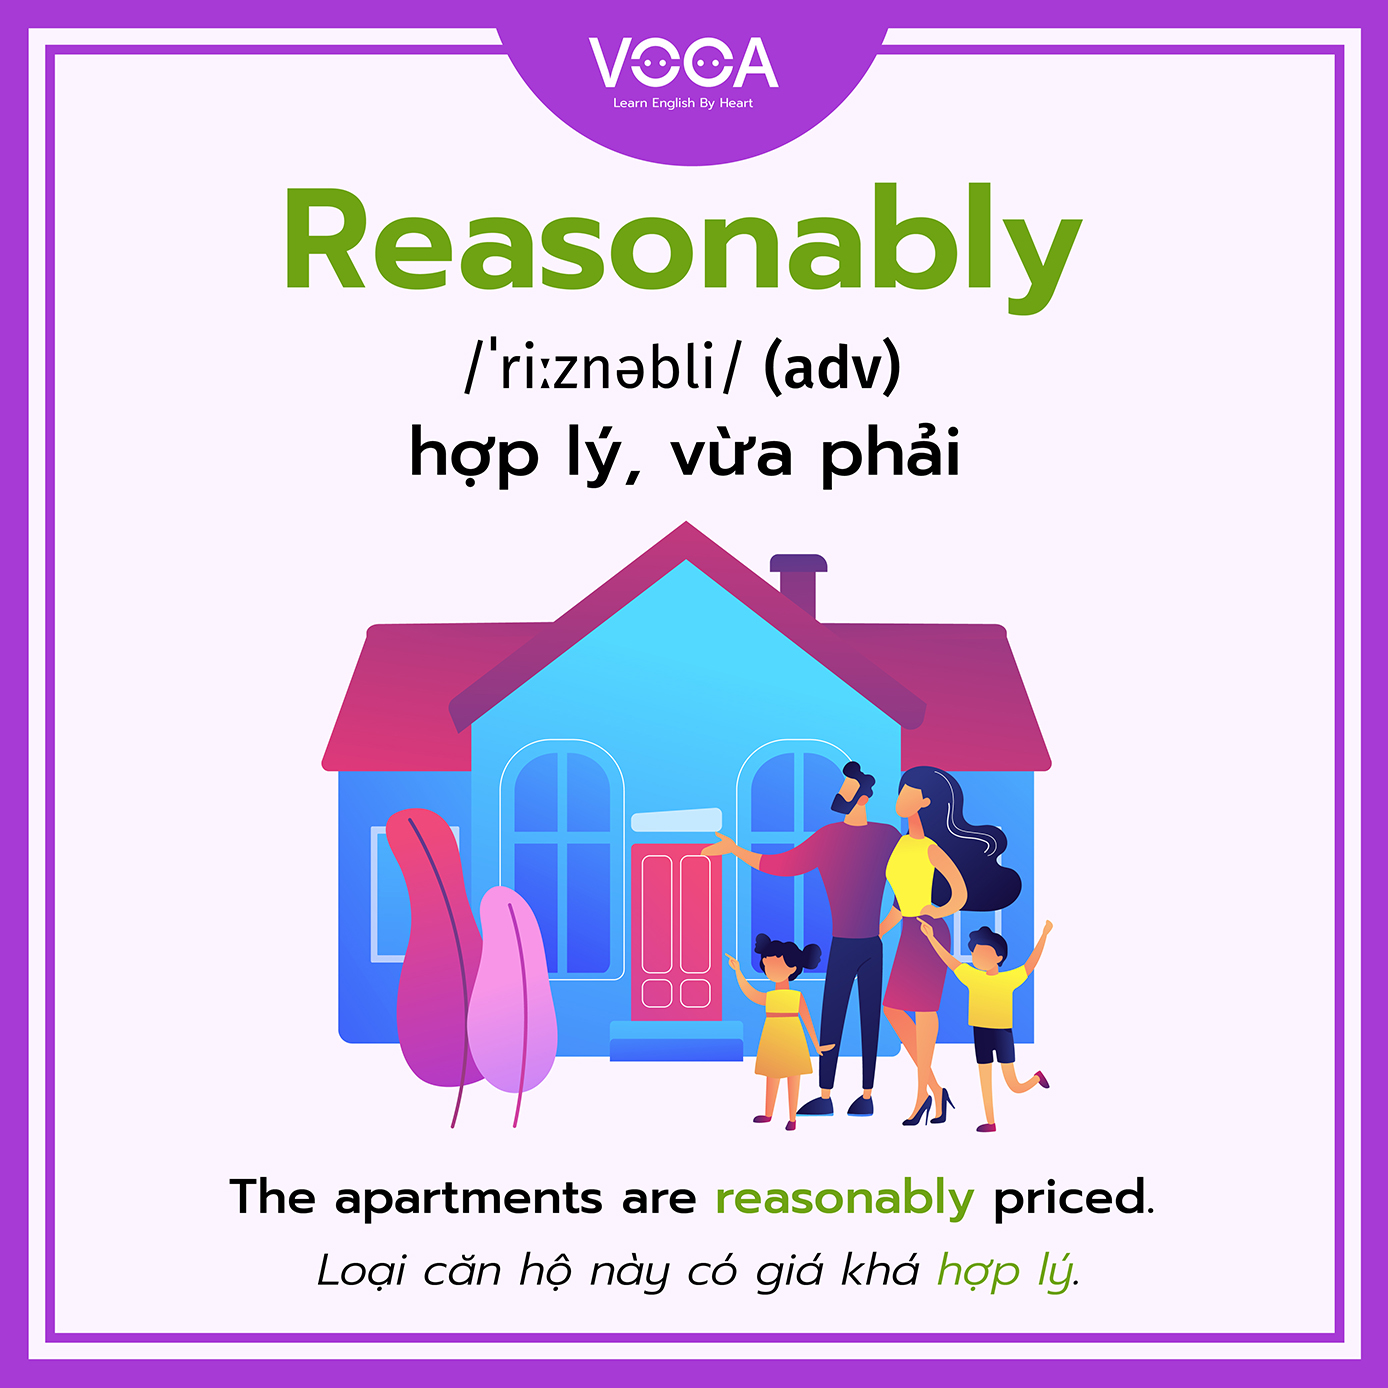 VOCA
Learn English By Heart
Reasonably
/ˈriːznəbli/ (adv)
hợp lý, vừa phải
The apartments are reasonably priced.
Loại căn hộ này có giá khá hợp lý.